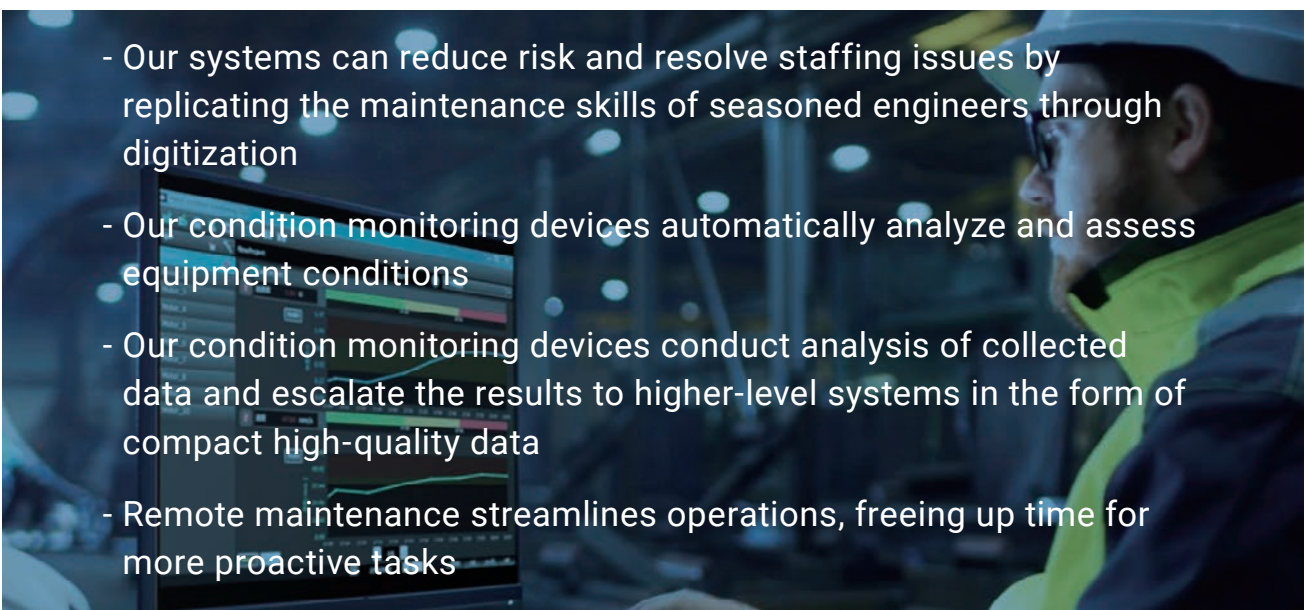 - Our systems can reduce risk and resolve staffing issues by
replicating the maintenance skills of seasoned engineers through
digitization
- Our condition monitoring devices automatically analyze and assess
equipment conditions
- Our condition monitoring devices conduct analysis of collected
data and escalate the results to higher-level systems in the form of
compact high-quality data
- Remote maintenance streamlines operations, freeing up time for
more proactive tasks